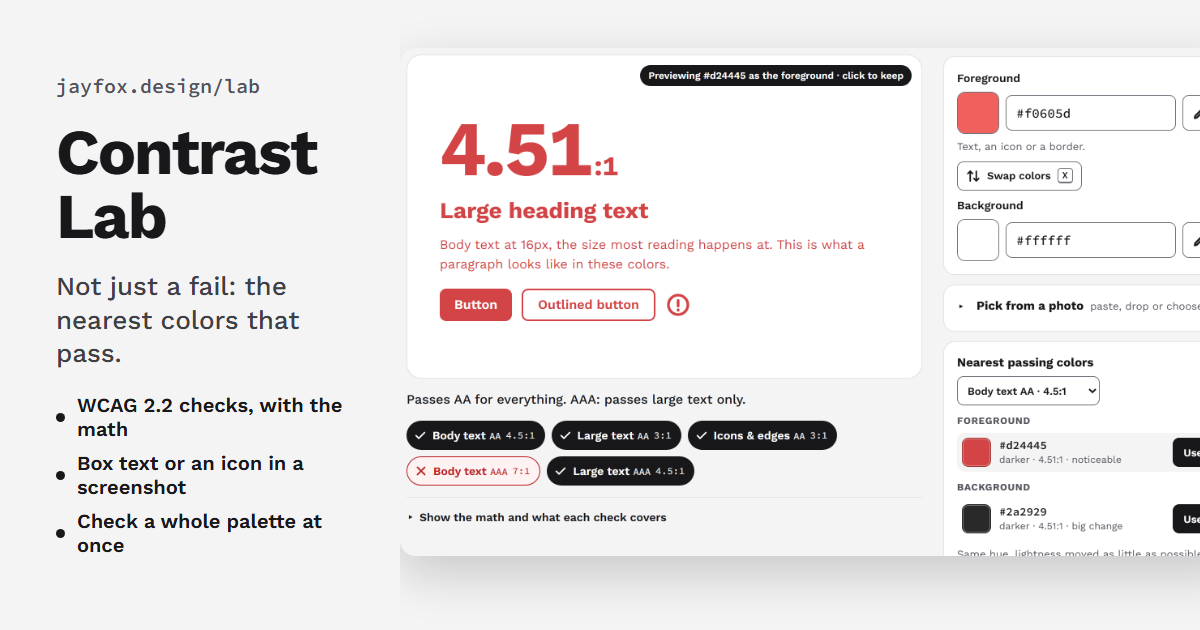 jayfox.design/lab
Contrast
Lab
Not just a fail: the
nearest colors that
pass.
WCAG 2.2 checks, with the
math
Box text or an icon in a
screenshot
Check a whole palette at
once
Previewing #d24445 as the foreground · click to keep
4.51:1
Large heading text
Body text at 16px, the size most reading happens at. This is what a
paragraph looks like in these colors.
Button
Outlined button
Passes AA for everything. AAA: passes large text only.
Body text AA 4.5:1
Large text AA 3:1
Icons & edges AA 3:1
Body text AAA 7:1
Large text AAA 4.5:1
Show the math and what each check covers
Foreground
#f0605d
Text, an icon or a border.
Swap colors X
Background
#ffffff
Pick from a photo paste, drop or choose
Nearest passing colors
Body text AA · 4.5:1
FOREGROUND
#d24445
darker · 4.51:1 · noticeable
Use
BACKGROUND
#2a2929
darker · 4.51:1 · big change
Use
Same hue, lightness moved as little as possible